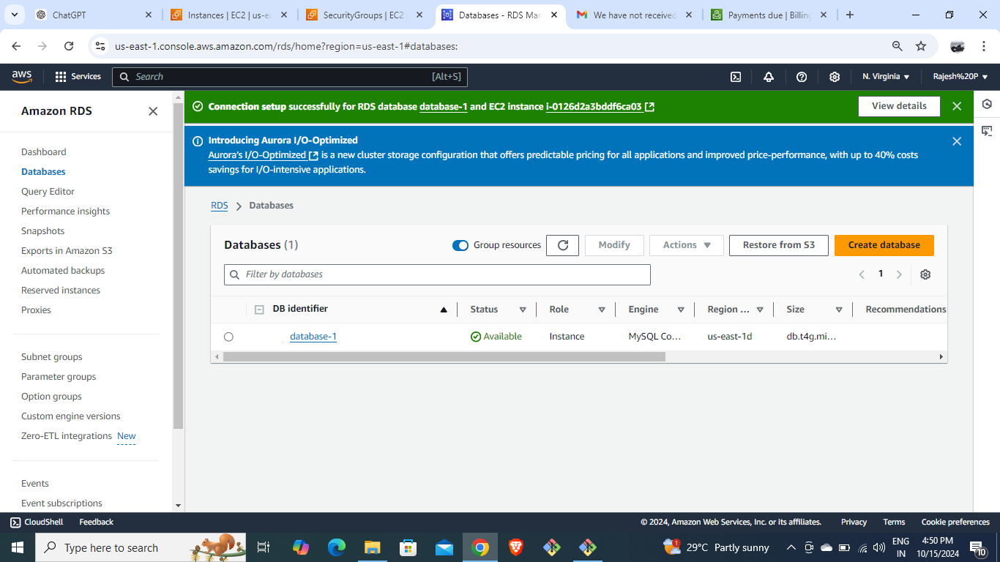 ChatGPT
Instances | EC2 | us-ea
SecurityGroups | EC2
Databases - RDS Man
We have not received
Payments due | Billing
us-east-1.console.aws.amazon.com/rds/home?region=us-east-1#databases:
aws
Services
Search
[Alt+S]
N. Virginia
Rajesh%20P
Amazon RDS
Dashboard
Databases
Query Editor
Performance insights
Snapshots
Exports in Amazon S3
Automated backups
Reserved instances
Proxies
Subnet groups
Parameter groups
Option groups
Custom engine versions
Zero-ETL integrations New
Events
Event subscriptions
Connection setup successfully for RDS database database-1 and EC2 instance i-0126d2a3bddf6ca03
View details
Introducing Aurora I/O-Optimized
Aurora's I/O-Optimized is a new cluster storage configuration that offers predictable pricing for all applications and improved price-performance, with up to 40% costs
savings for I/O-intensive applications.
RDS
Databases
Databases (1)
Group resources
Modify
Actions
Restore from S3
Create database
Filter by databases
1
DB identifier
Status
Role
Engine
Region ...
Size
Recommendations
database-1
Available
Instance
MySQL Co...
us-east-1d
db.t4g.mi...
CloudShell
Feedback
© 2024, Amazon Web Services, Inc. or its affiliates.
Privacy
Terms
Cookie preferences
Type here to search
1
29°C Partly sunny
ENG
IN
4:50 PM
10/15/2024
10